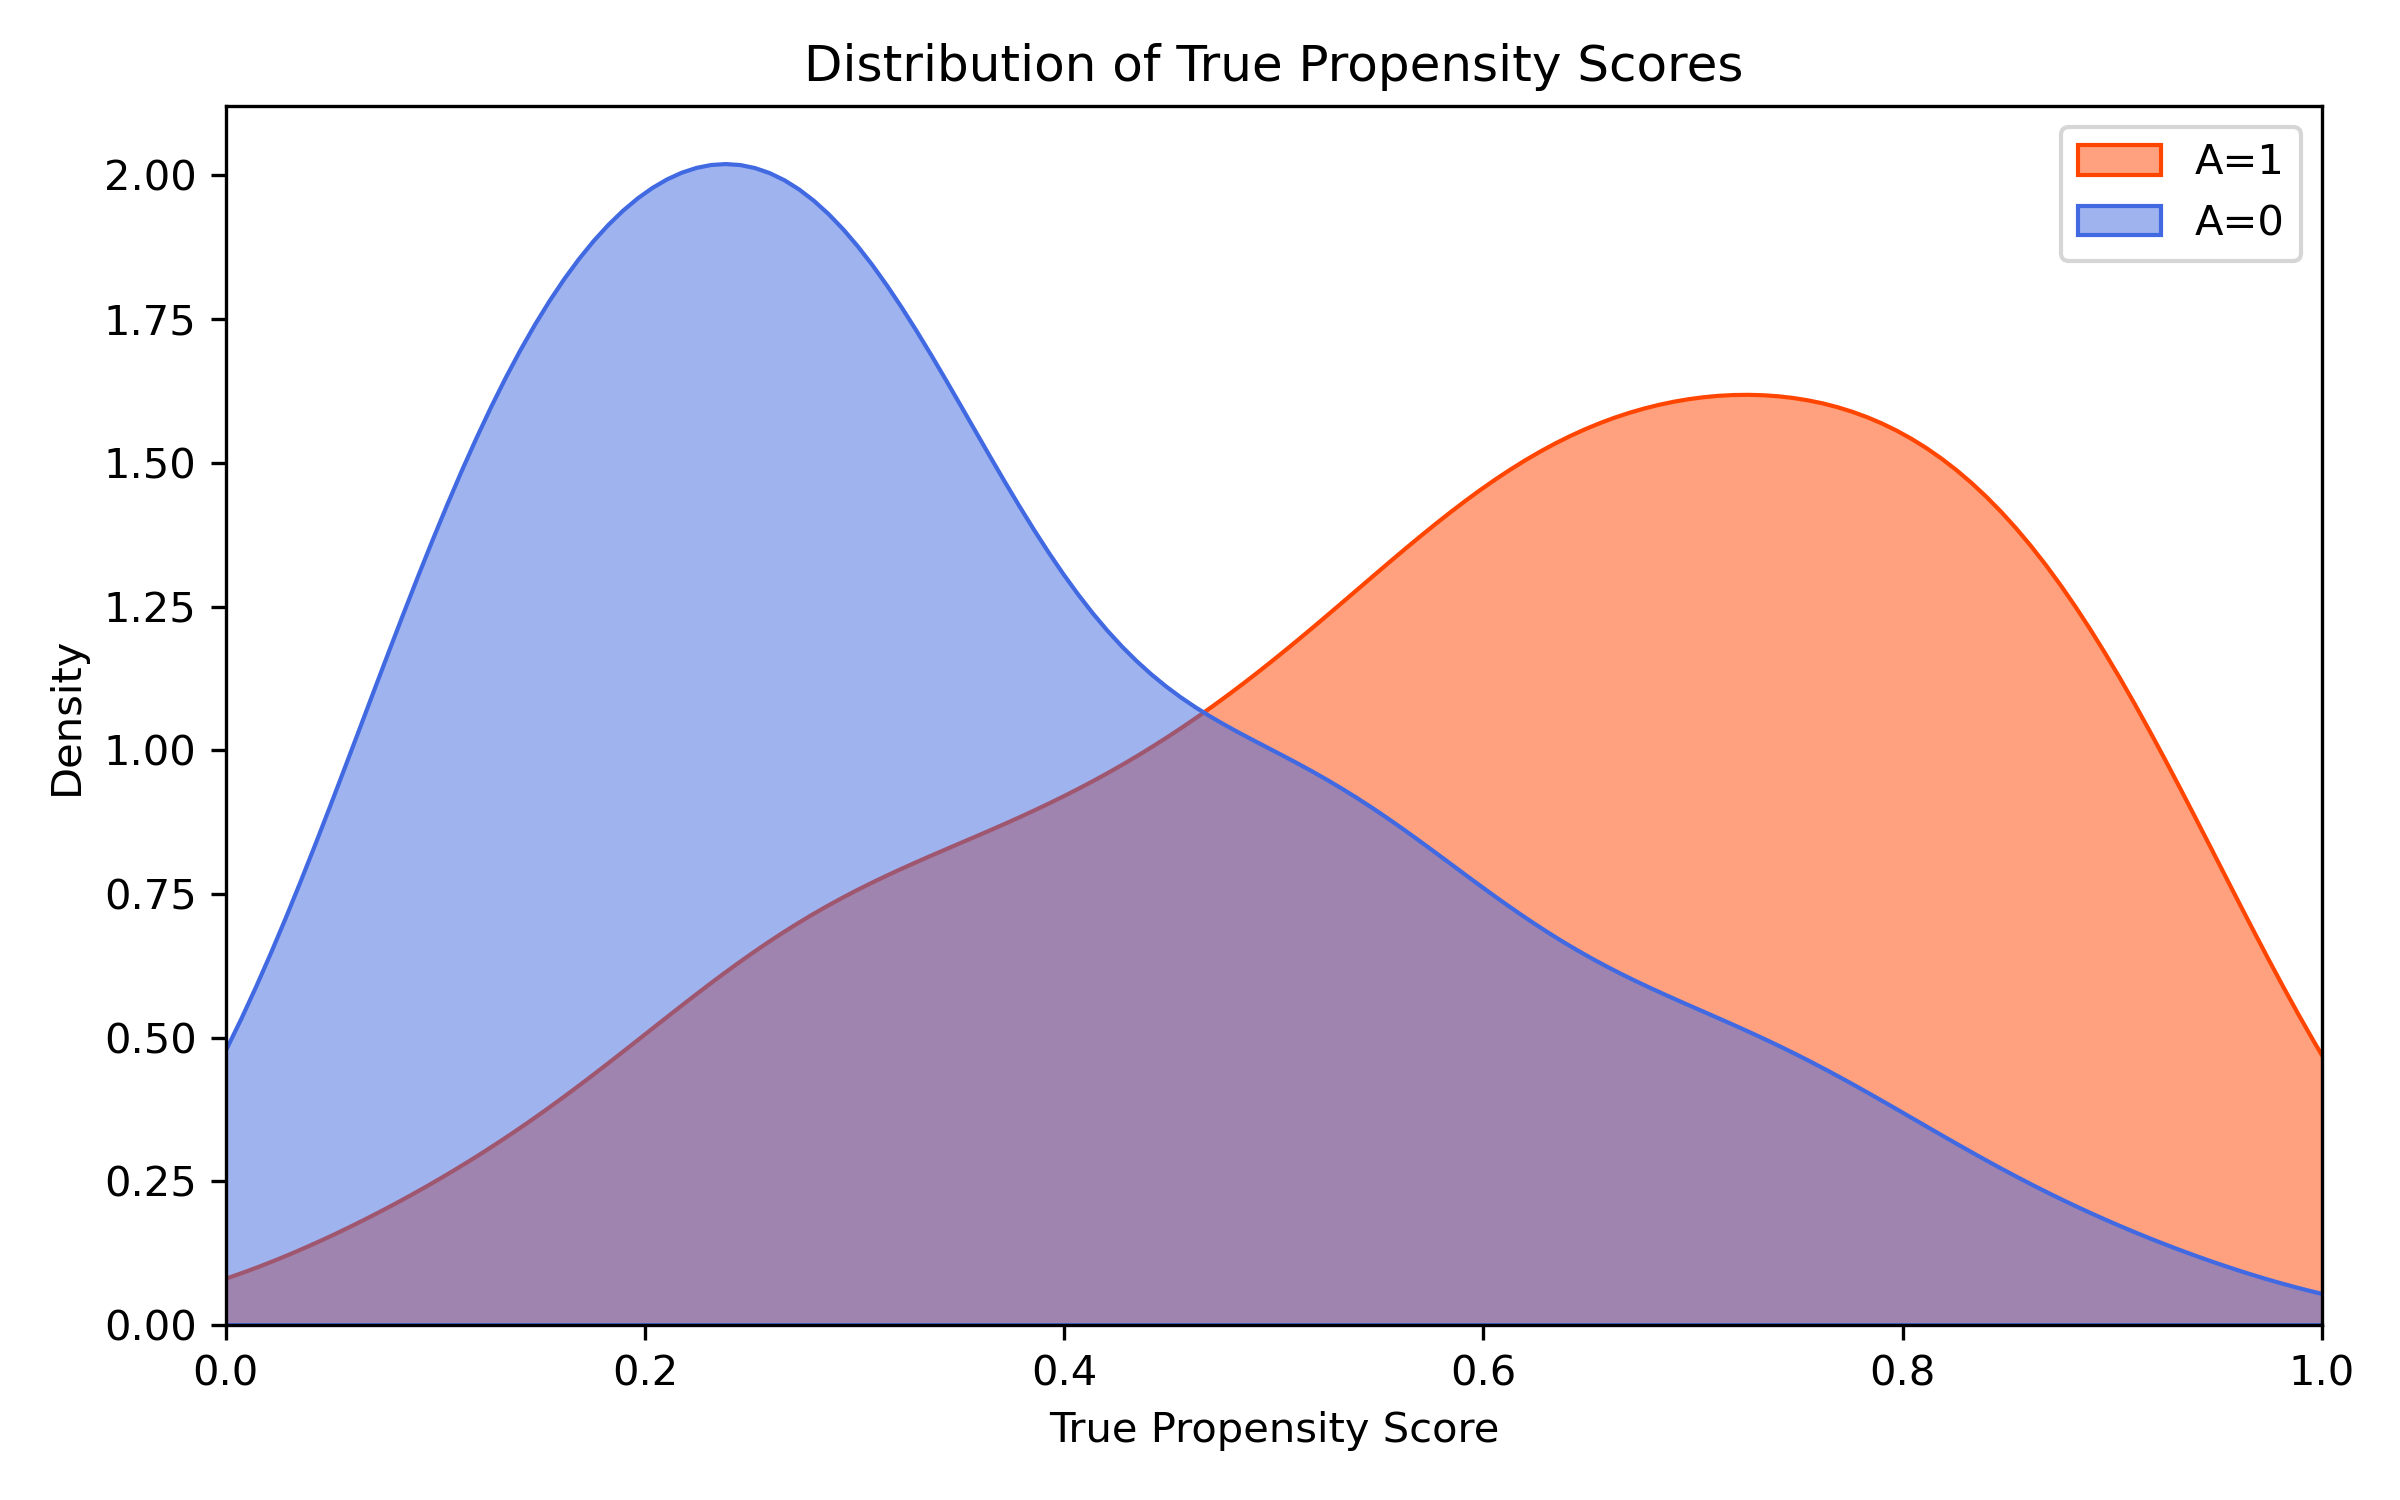 Distribution of True Propensity Scores
A=1
A=0
2.00
1.75
1.50
1.25
1.00
0.75
0.50
0.25
0.00
Density
0.0 0.2 0.4 0.6 0.8 1.0
True Propensity Score